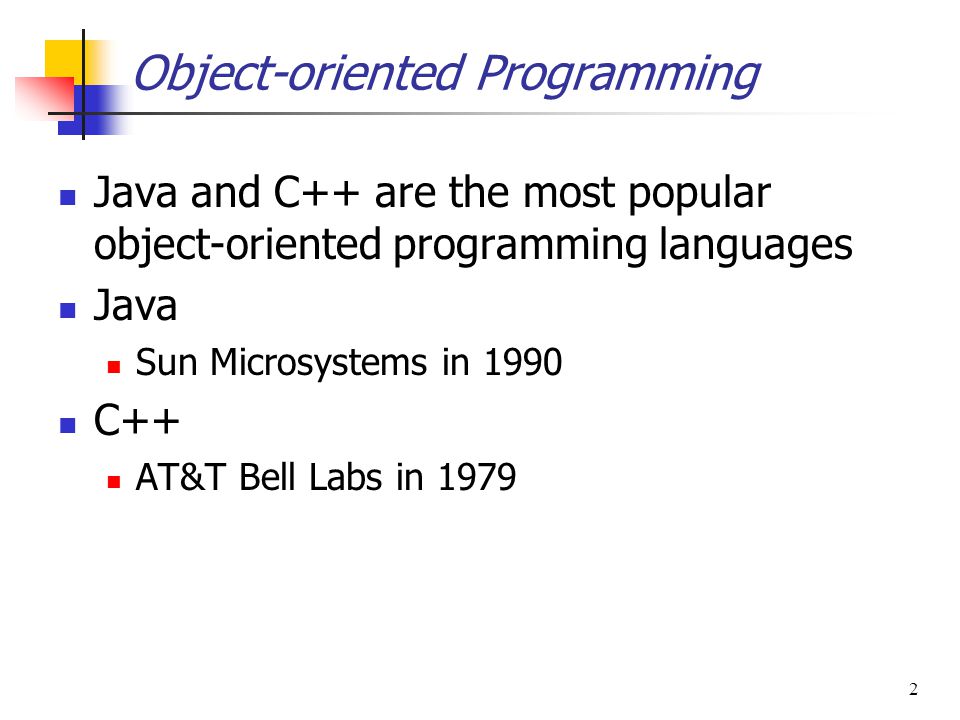 Object-oriented Programming
Java and C++ are the most popular
object-oriented programming languages
Java
Sun Microsystems in 1990
C++
AT&T Bell Labs in 1979
2